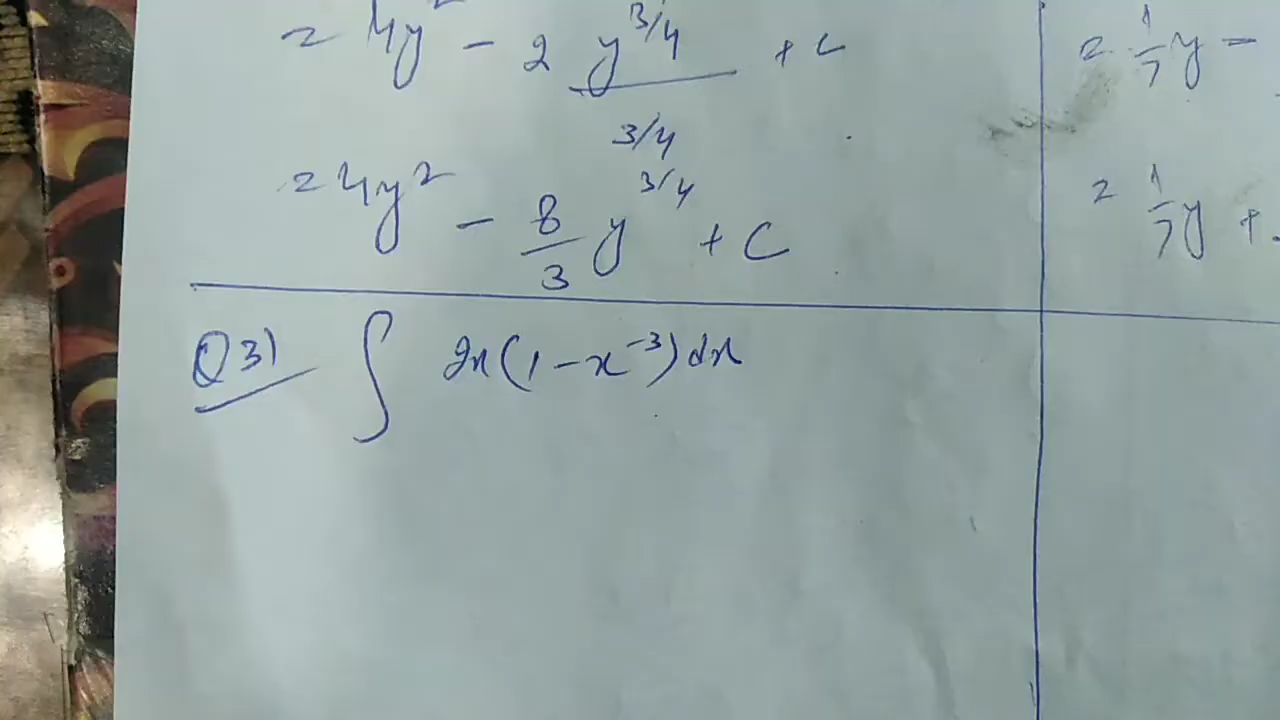 = 4y² - 2 y^3/4 / 3/4 + C
= 4y² - 8/3 y^3/4 + C
Q3) ∫ 2x(1-x^-3)dx
= 1/7 y -
= 1/7 y +